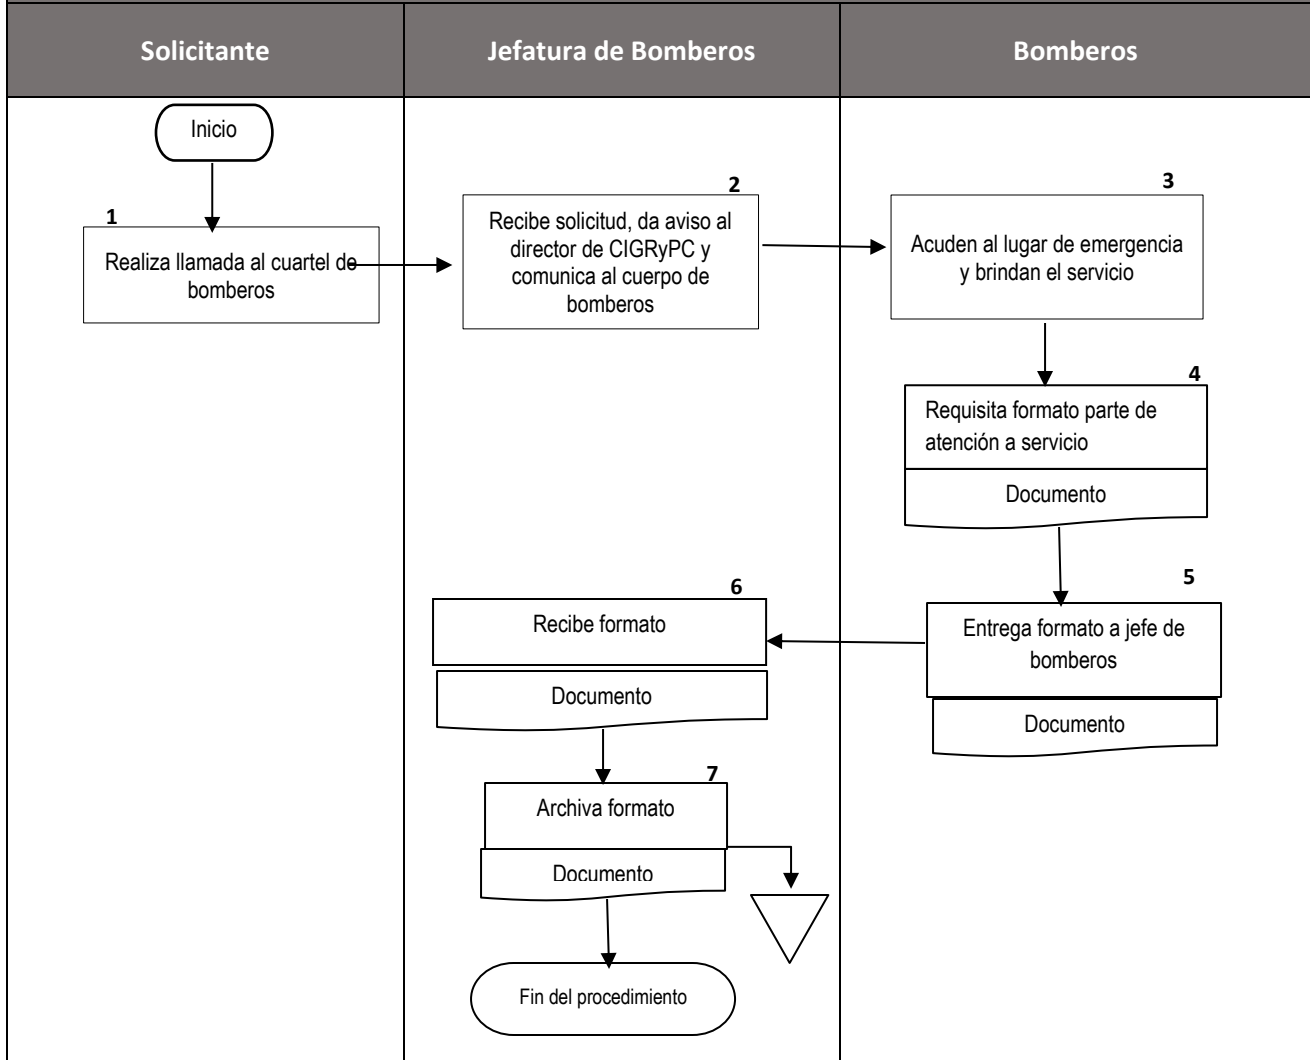 Solicitante
Jefatura de Bomberos
Bomberos
Inicio
1
Realiza llamada al cuartel de
bomberos
2
Recibe solicitud, da aviso al
director de CIGRyPC y
comunica al cuerpo de
bomberos
3
Acuden al lugar de emergencia
y brindan el servicio
4
Requisita formato parte de
atención a servicio
Documento
5
Entrega formato a jefe de
bomberos
Documento
6
Recibe formato
Documento
7
Archiva formato
Documento
Fin del procedimiento